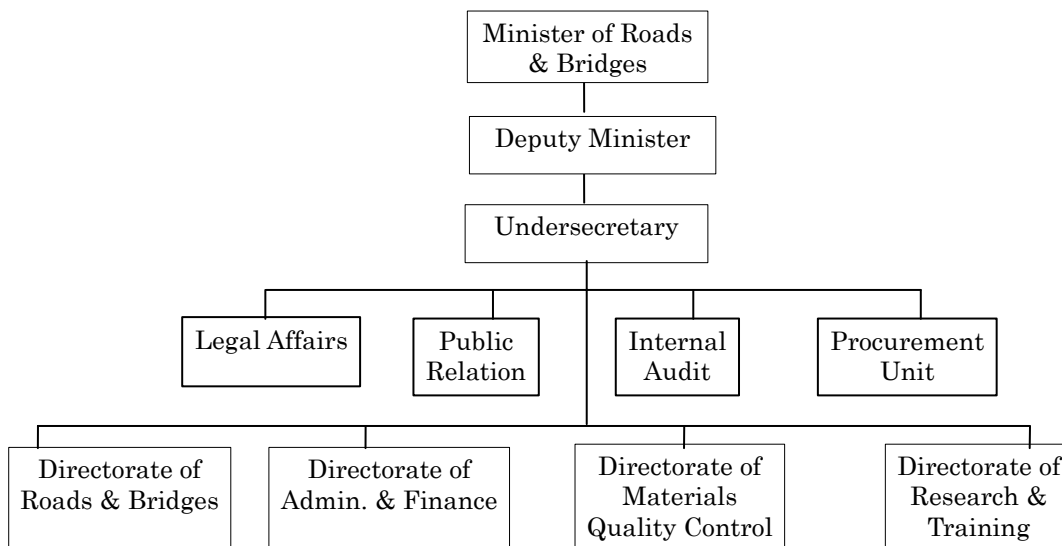 Minister of Roads
& Bridges
Deputy Minister
Undersecretary
Legal Affairs
Public
Relation
Internal
Audit
Procurement
Unit
Directorate of
Roads & Bridges
Directorate of
Admin. & Finance
Directorate of
Materials
Quality Control
Directorate of
Research &
Training